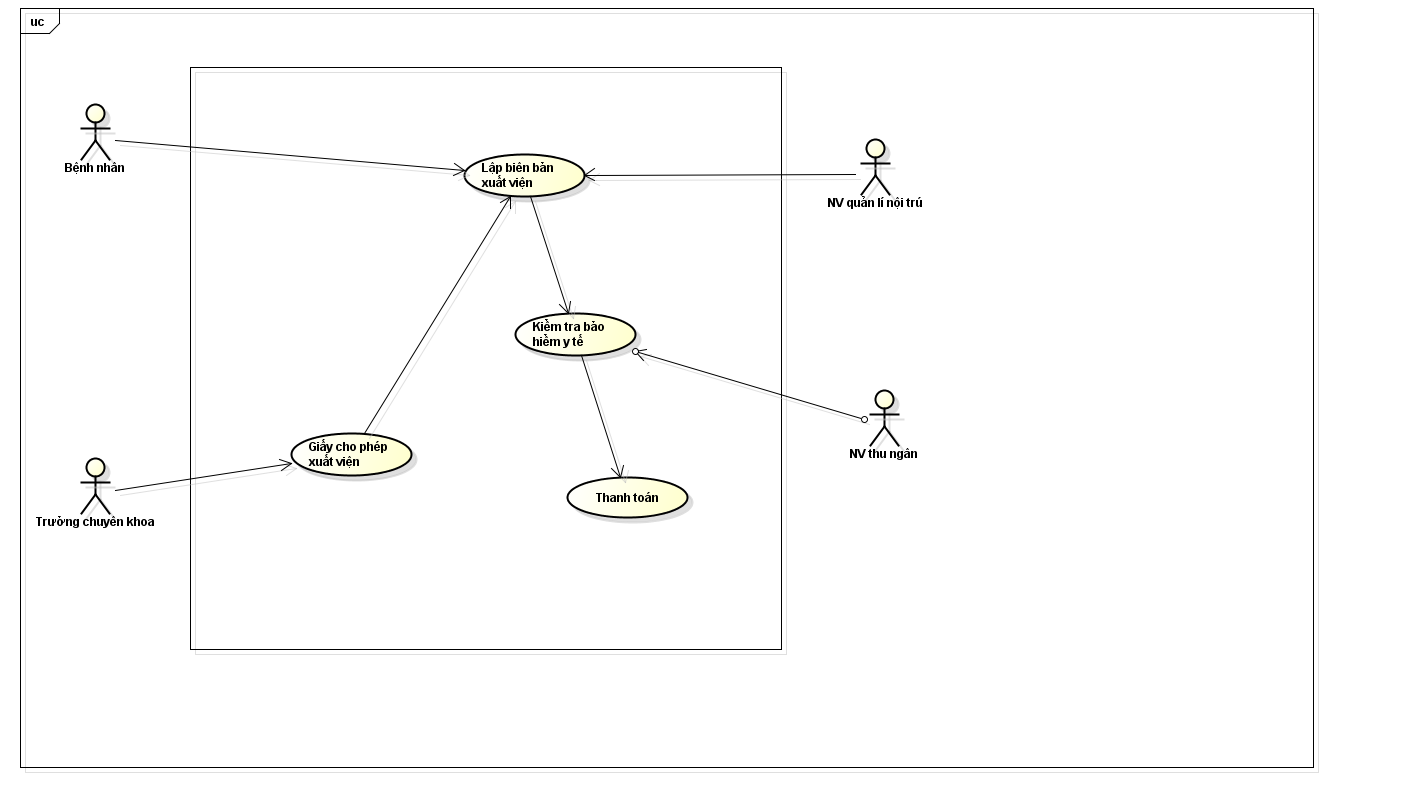 uc
Bệnh nhân
Lập biên bản
xuất viện
NV quản lí nội trú
Kiểm tra bảo
hiểm y tế
NV thu ngân
Giấy cho phép
xuất viện
Trưởng chuyên khoa
Thanh toán